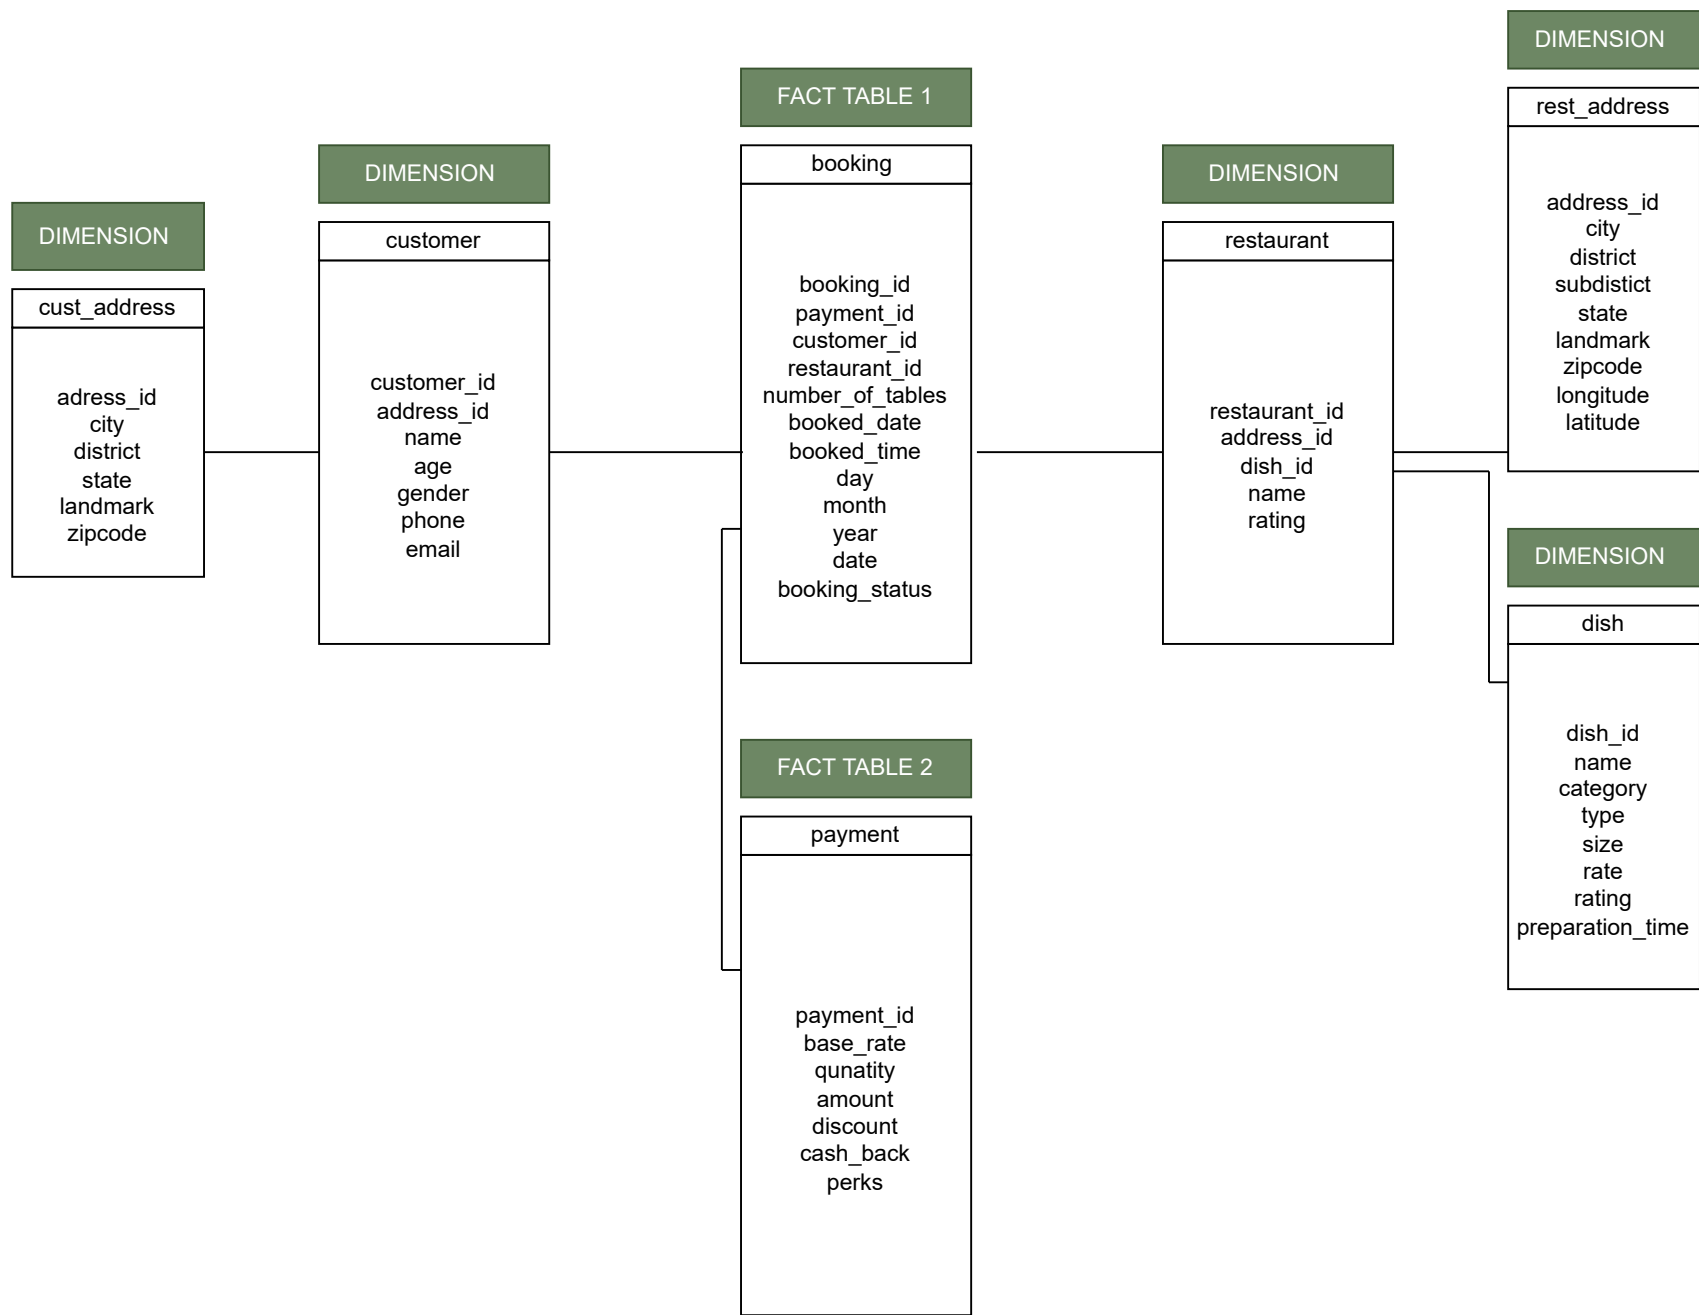 DIMENSION
cust_address
adress_id
city
district
state
landmark
zipcode
DIMENSION
customer
customer_id
address_id
name
age
gender
phone
email
FACT TABLE 1
booking
booking_id
payment_id
customer_id
restaurant_id
number_of_tables
booked_date
booked_time
day
month
year
date
booking_status
FACT TABLE 2
payment
payment_id
base_rate
qunatity
amount
discount
cash_back
perks
DIMENSION
restaurant
restaurant_id
address_id
dish_id
name
rating
DIMENSION
rest_address
address_id
city
district
subdistict
state
landmark
zipcode
longitude
latitude
DIMENSION
dish
dish_id
name
category
type
size
rate
rating
preparation_time